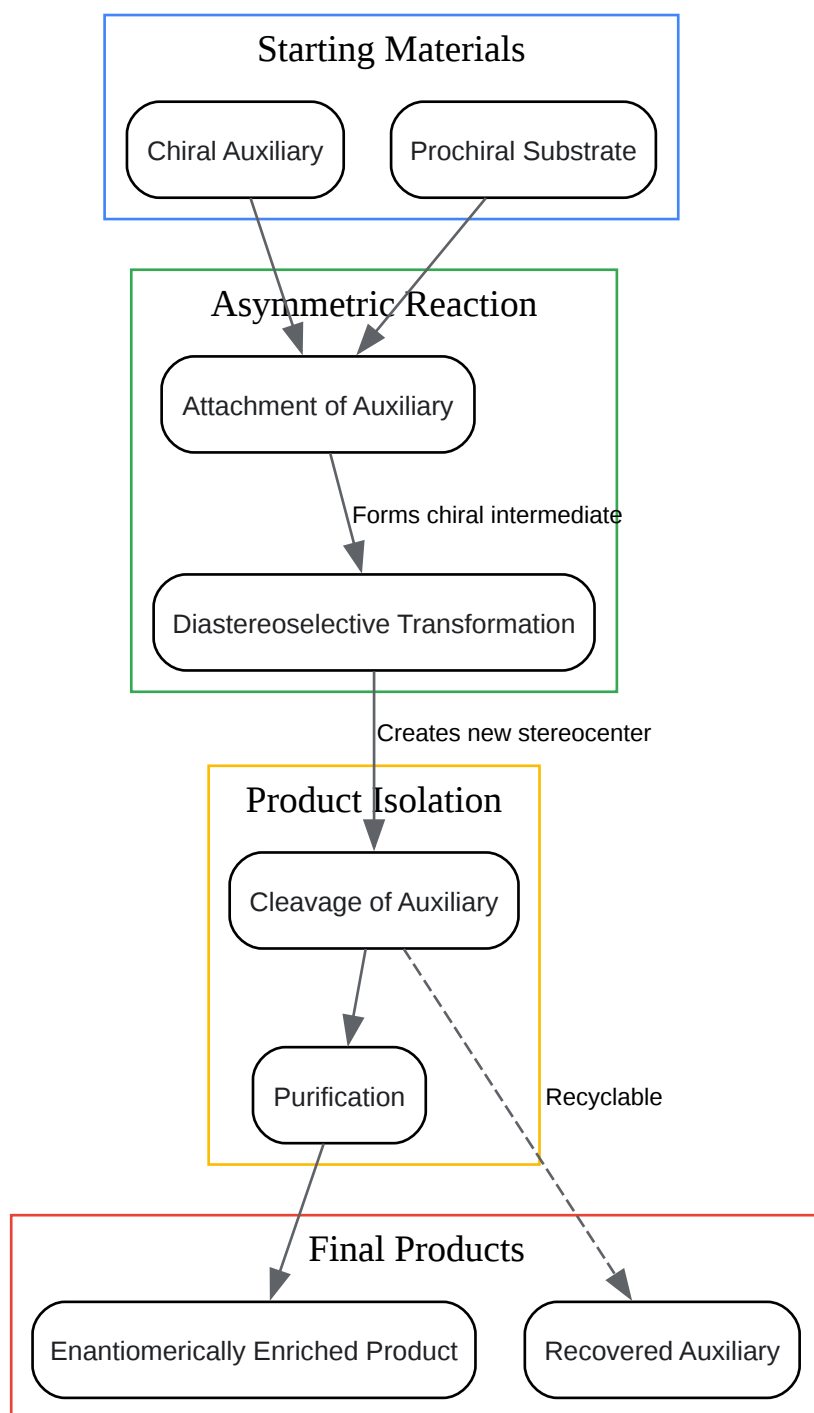 Starting Materials
Chiral Auxiliary
Prochiral Substrate
Asymmetric Reaction
Attachment of Auxiliary
Forms chiral intermediate
Diastereoselective Transformation
Creates new stereocenter
Product Isolation
Cleavage of Auxiliary
Purification
Recyclable
Final Products
Enantiomerically Enriched Product
Recovered Auxiliary